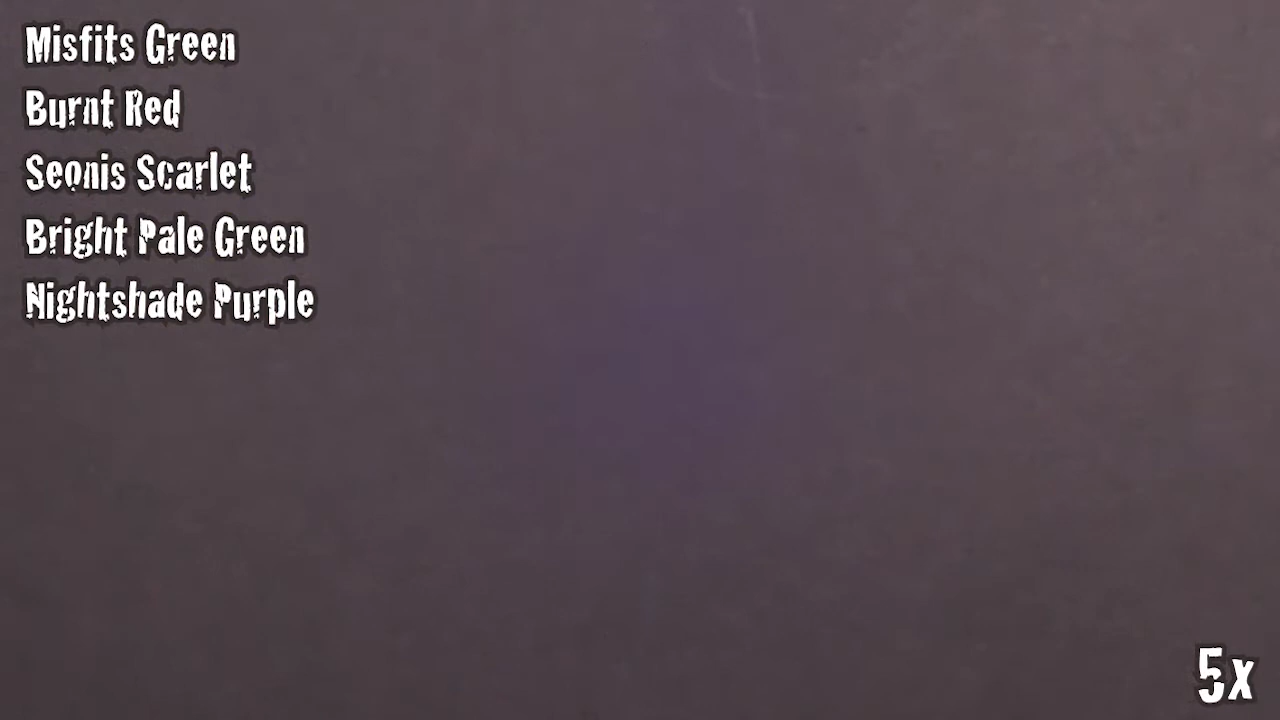 Misfits Green
Burnt Red
Seonis Scarlet
Bright Pale Green
Nightshade Purple
5x